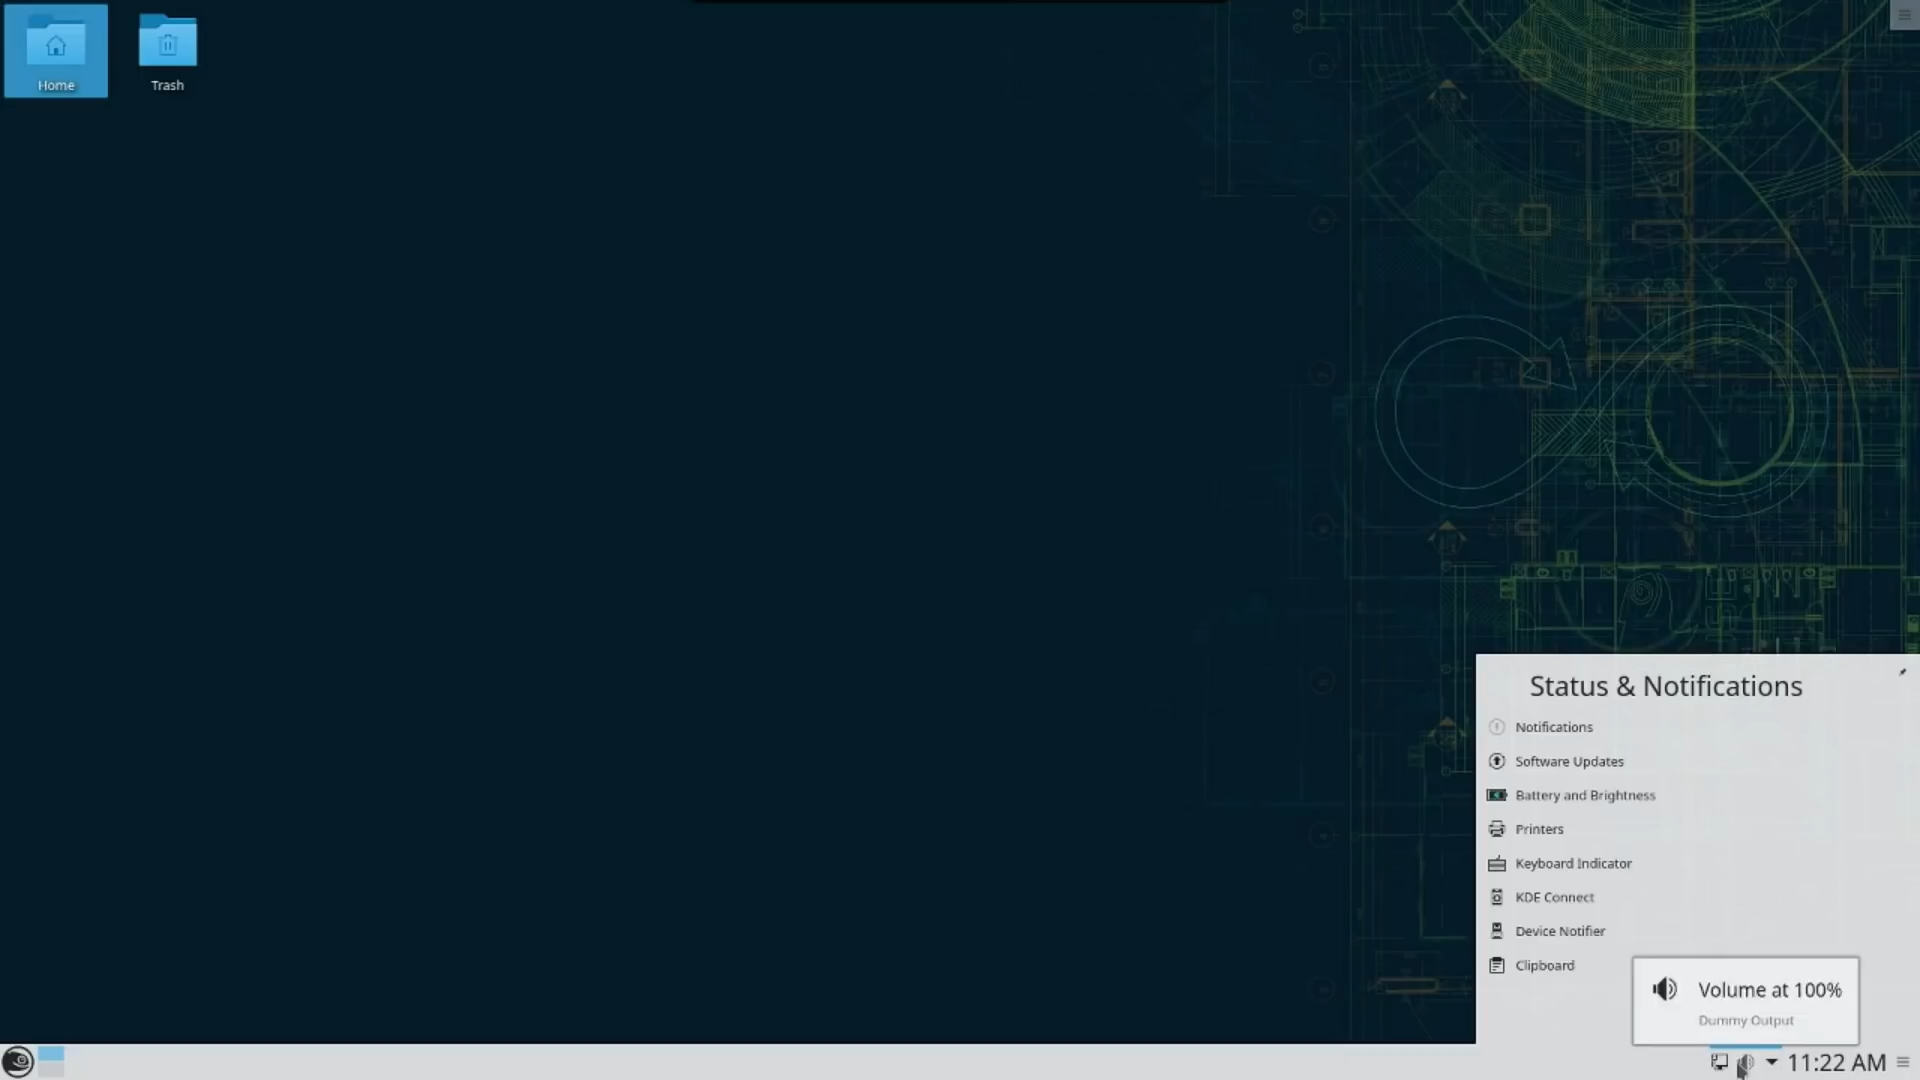 Home
Trash
Status & Notifications
Notifications
Software Updates
Battery and Brightness
Printers
Keyboard Indicator
KDE Connect
Device Notifier
Clipboard
Volume at 100%
Dummy Output
11:22 AM